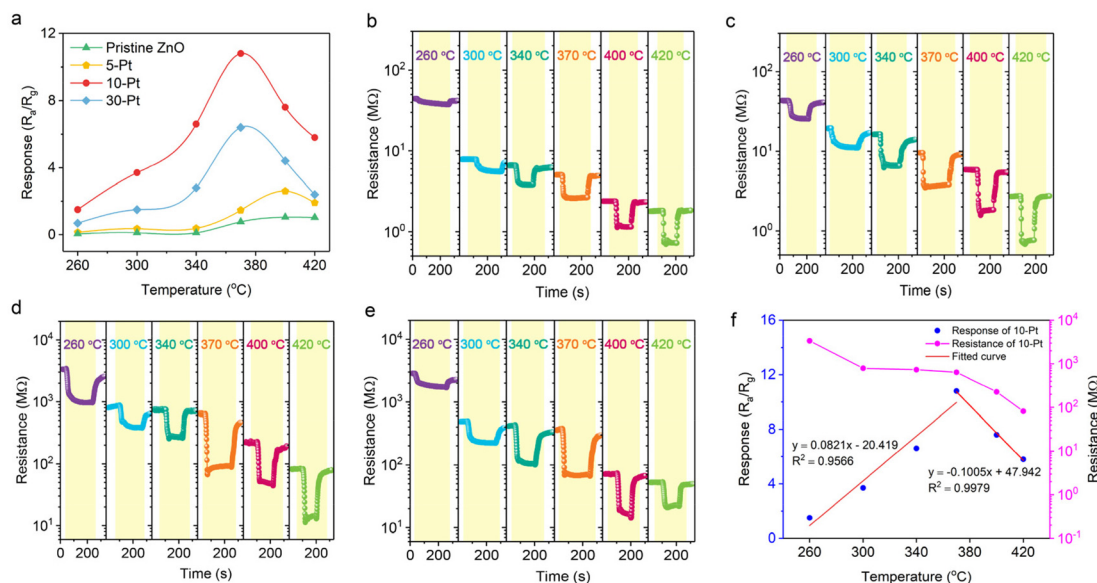 a
Response (Ra/Rg)
12
8
4
0
Pristine ZnO
5-Pt
10-Pt
30-Pt
260 300 340 380 420
Temperature (°C)
b
Resistance (MΩ)
10²
10¹
10⁰
260 °C 300 °C 340 °C 370 °C 400 °C 420 °C
0 200 200 200 200 200 200
Time (s)
c
Resistance (MΩ)
10²
10¹
10⁰
260 °C 300 °C 340 °C 370 °C 400 °C 420 °C
0 200 200 200 200 200 200
Time (s)
d
Resistance (MΩ)
10⁴
10³
10²
10¹
260 °C 300 °C 340 °C 370 °C 400 °C 420 °C
0 200 200 200 200 200 200
Time (s)
e
Resistance (MΩ)
10⁴
10³
10²
10¹
260 °C 300 °C 340 °C 370 °C 400 °C 420 °C
0 200 200 200 200 200 200
Time (s)
f
Response (Ra/Rg)
16
12
8
4
0
Response of 10-Pt
Resistance of 10-Pt
Fitted curve
y = 0.0821x - 20.419
R² = 0.9566
y = -0.1005x + 47.942
R² = 0.9979
10⁴
10³
10²
10¹
10⁰
10⁻¹
Resistance (MΩ)
260 300 340 380 420
Temperature (°C)